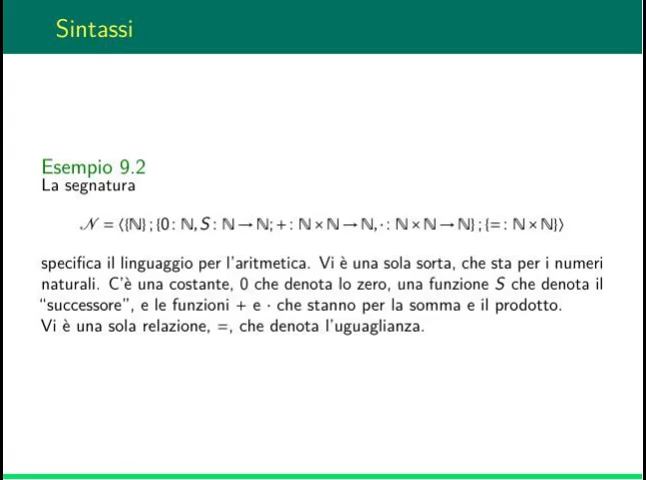 Sintassi
Esempio 9.2
La segnatura
𝒩 = ⟨{ℕ};{0: ℕ, S: ℕ→ℕ;+: ℕ×ℕ→ℕ,·: ℕ×ℕ→ℕ};{=: ℕ×ℕ}⟩
specifica il linguaggio per l'aritmetica. Vi è una sola sorta, che sta per i numeri
naturali. C'è una costante, 0 che denota lo zero, una funzione S che denota il
“successore”, e le funzioni + e · che stanno per la somma e il prodotto.
Vi è una sola relazione, =, che denota l'uguaglianza.